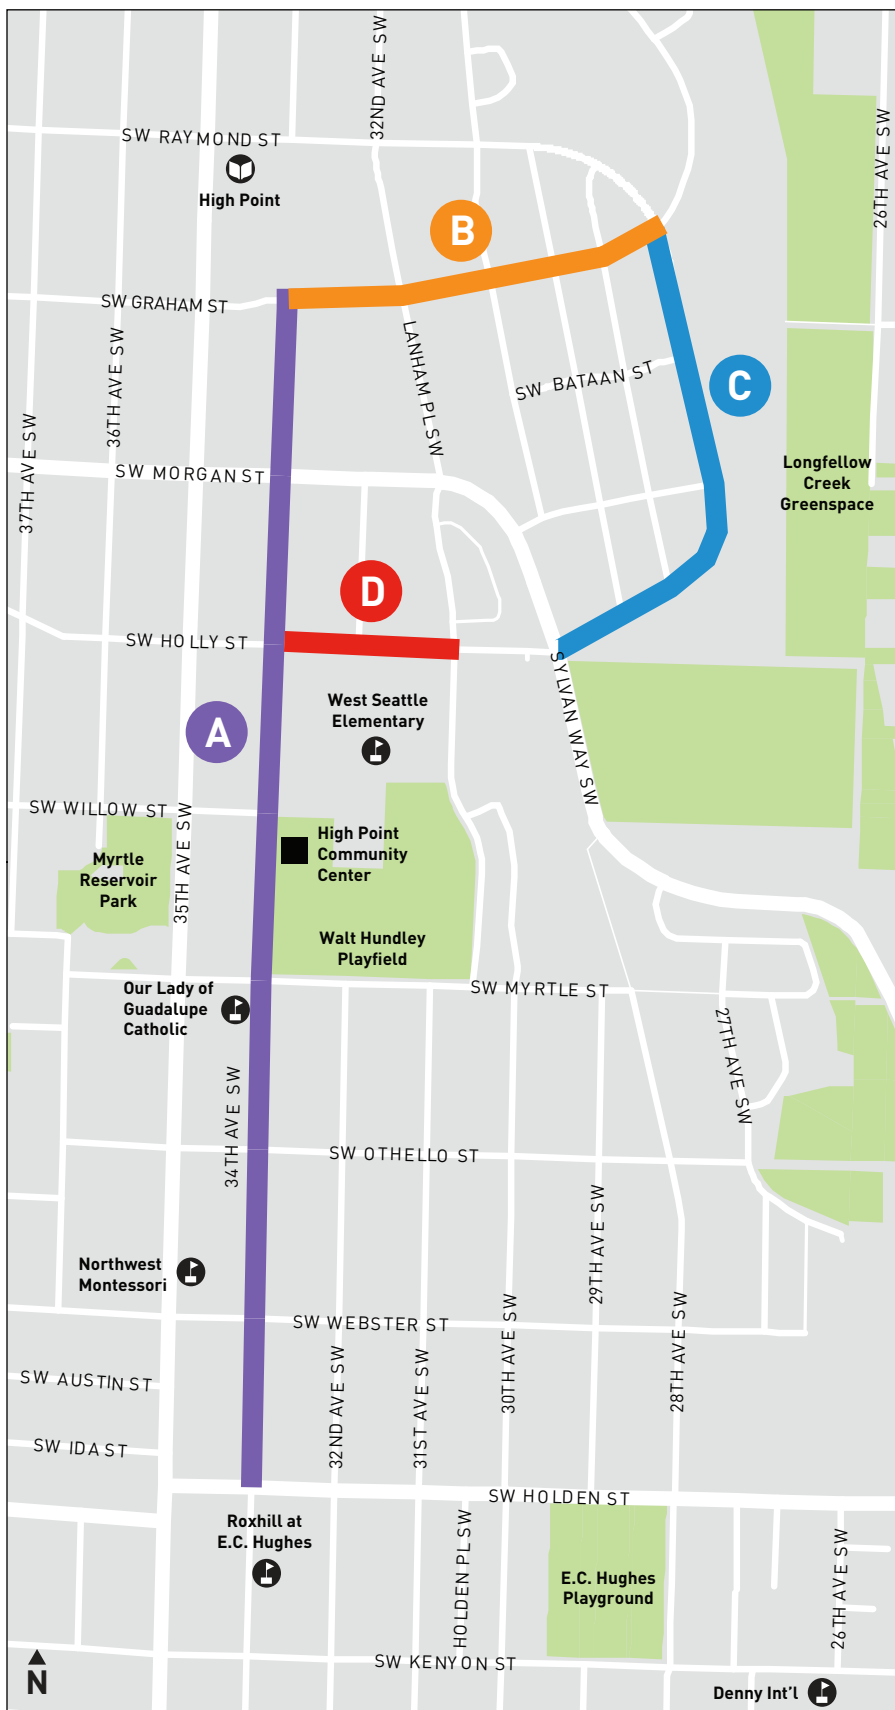 32ND AVE SW
26TH AVE SW
SW RAYMOND ST
High Point
B
SW GRAHAM ST
36TH AVE SW
LANHAM PL SW
SW BATAAN ST
C
37TH AVE SW
SW MORGAN ST
Longfellow
Creek
Greenspace
D
SW HOLLY ST
SYLVAN WAY SW
West Seattle
Elementary
A
SW WILLOW ST
35TH AVE SW
High Point
Community
Center
Myrtle
Reservoir
Park
Walt Hundley
Playfield
Our Lady of
Guadalupe
Catholic
SW MYRTLE ST
27TH AVE SW
34TH AVE SW
SW OTHELLO ST
29TH AVE SW
Northwest
Montessori
SW WEBSTER ST
30TH AVE SW
28TH AVE SW
32ND AVE SW
31ST AVE SW
SW AUSTIN ST
SW IDA ST
SW HOLDEN ST
Roxhill at
E.C. Hughes
HOLDEN PL SW
26TH AVE SW
E.C. Hughes
Playground
SW KENYON ST
N
Denny Int'l